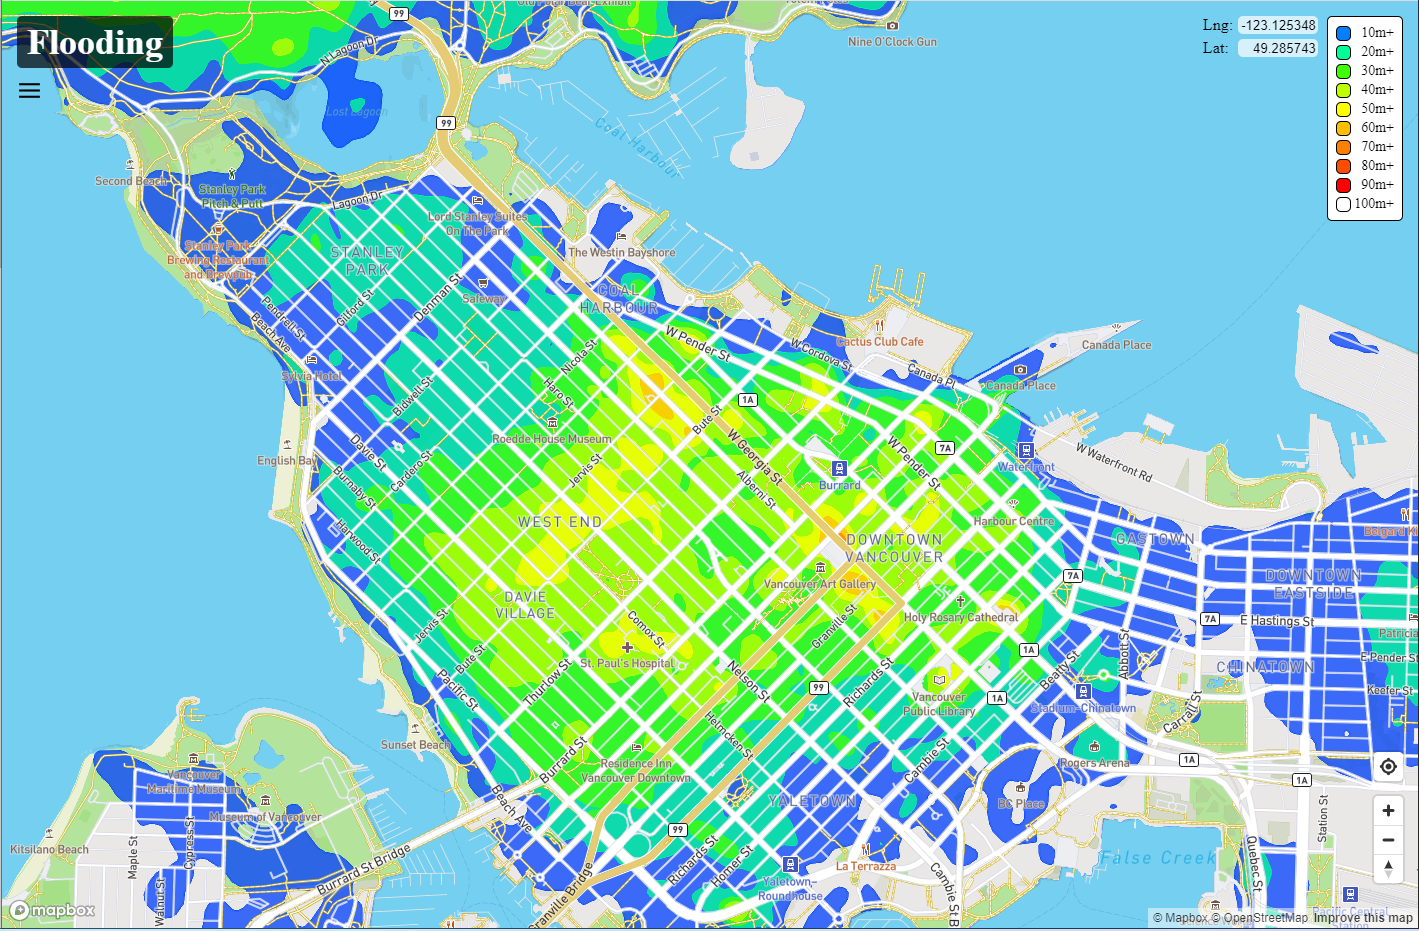 Flooding
Old Polar Bear Exhibit
99
Nine O'Clock Gun
Lng: -123.125348
Lat: 49.285743
10m+
20m+
30m+
40m+
50m+
60m+
70m+
80m+
90m+
100m+
N Lagoon Dr
Lost Lagoon
99
Coal Harbour
Second Beach
Stanley Park
Pitch & Putt
Lagoon Dr
Lord Stanley Suites
On The Park
Stanley Park
Brewing Restaurant
and Brewpub
STANLEY
PARK
The Westin Bayshore
Safeway
Denman St
Gilford St
COAL
HARBOUR
Pendrell St
Beach Ave
W Pender St
W Cordova St
Cactus Club Cafe
Canada Place
Canada Pl
Canada Place
Nicola St
Sylvia Hotel
Bidwell St
Haro St
1A
Bute St
Roedde House Museum
W Georgia St
W Pender St
7A
English Bay
Davie St
Cardero St
Burnaby St
Jervis St
Alberni St
Burrard
Waterfront
W Waterfront Rd
WEST END
Harwood St
Harbour Centre
DOWNTOWN
VANCOUVER
GASTOWN
Belgard Ki
DAVIE
VILLAGE
Vancouver Art Gallery
7A
DOWNTOWN
EASTSIDE
Jervis St
Comox St
Granville St
Holy Rosary Cathedral
7A
E Hastings St
Patricia
Bute St
St. Paul's Hospital
1A
Abbott St
E Pender St
Pacific St
Thurlow St
Nelson St
99
Richards St
Vancouver
Public Library
1A
Beatty St
CHINATOWN
Keefer St
Stadium-Chinatown
Carrall St
Sunset Beach
Helmcken St
Burrard St
Residence Inn
Vancouver Downtown
Cambie St
Rogers Arena
1A
1A
Vancouver
Maritime Museum
Museum of Vancouver
Beach Ave
YALETOWN
BC Place
Kitsilano Beach
Maple St
Cypress St
99
Richards St
Homer St
La Terrazza
False Creek
Station St
Quebec St
Burrard St Bridge
Walnut St
Granville Bridge
Yaletown-
Roundhouse
Cambie St B
Pacific Central
Station
mapbox
© Mapbox © OpenStreetMap Improve this map